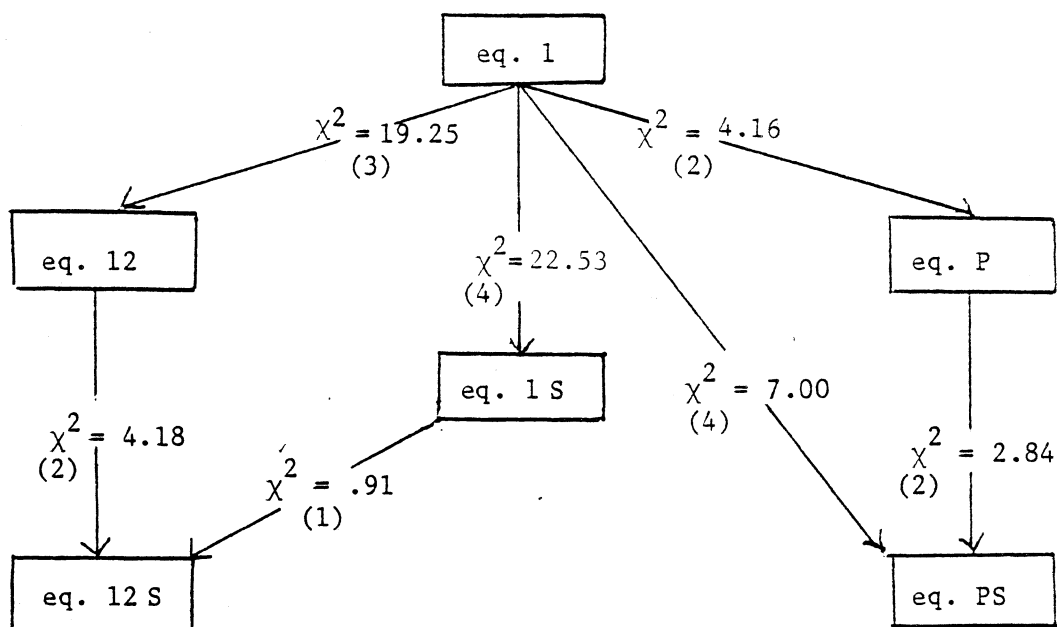 eq. 1
χ² = 19.25
(3)
χ² = 4.16
(2)
eq. 12
χ² = 22.53
(4)
eq. P
eq. 1 S
χ² = 7.00
(4)
χ² = 4.18
(2)
χ² = .91
(1)
χ² = 2.84
(2)
eq. 12 S
eq. PS